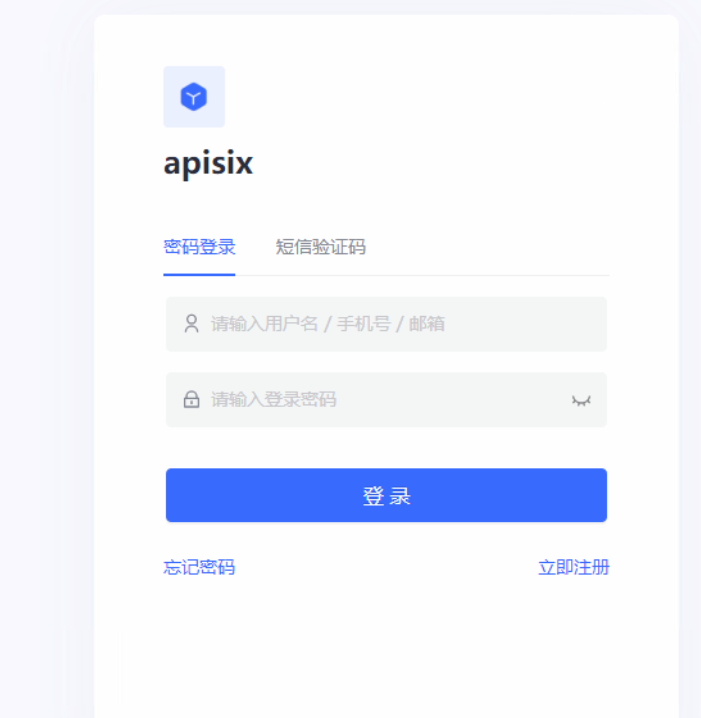 apisix
密码登录 短信验证码
请输入用户名 / 手机号 / 邮箱
请输入登录密码
登 录
忘记密码 立即注册